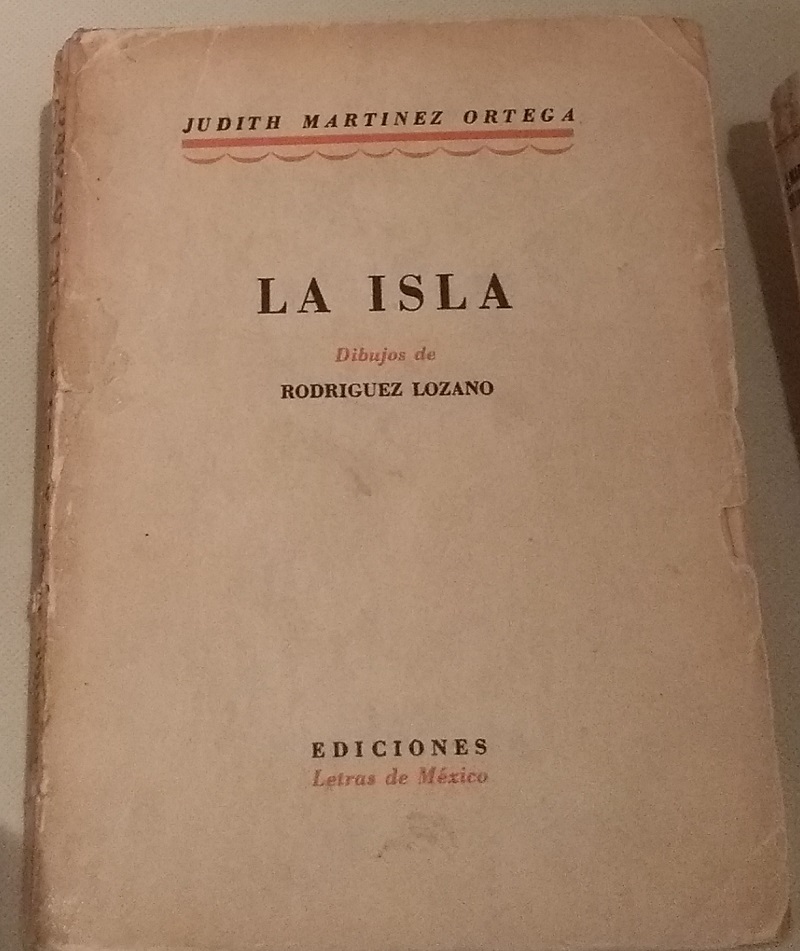 JUDITH MARTINEZ ORTEGA
LA ISLA
Dibujos de
RODRIGUEZ LOZANO
EDICIONES
Letras de México